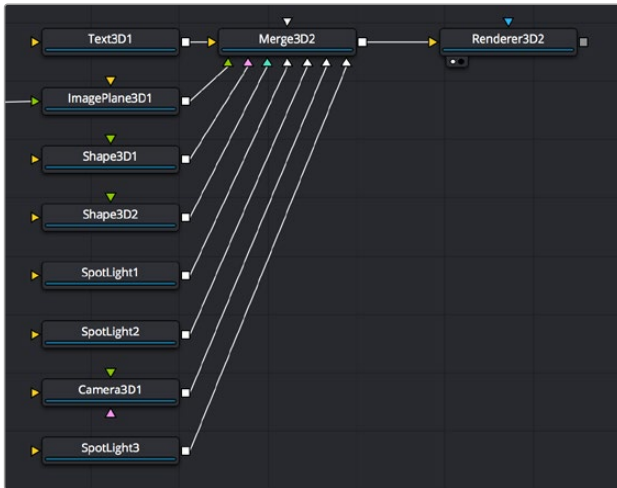 Text3D1
Merge3D2
Renderer3D2
ImagePlane3D1
Shape3D1
Shape3D2
SpotLight1
SpotLight2
Camera3D1
SpotLight3